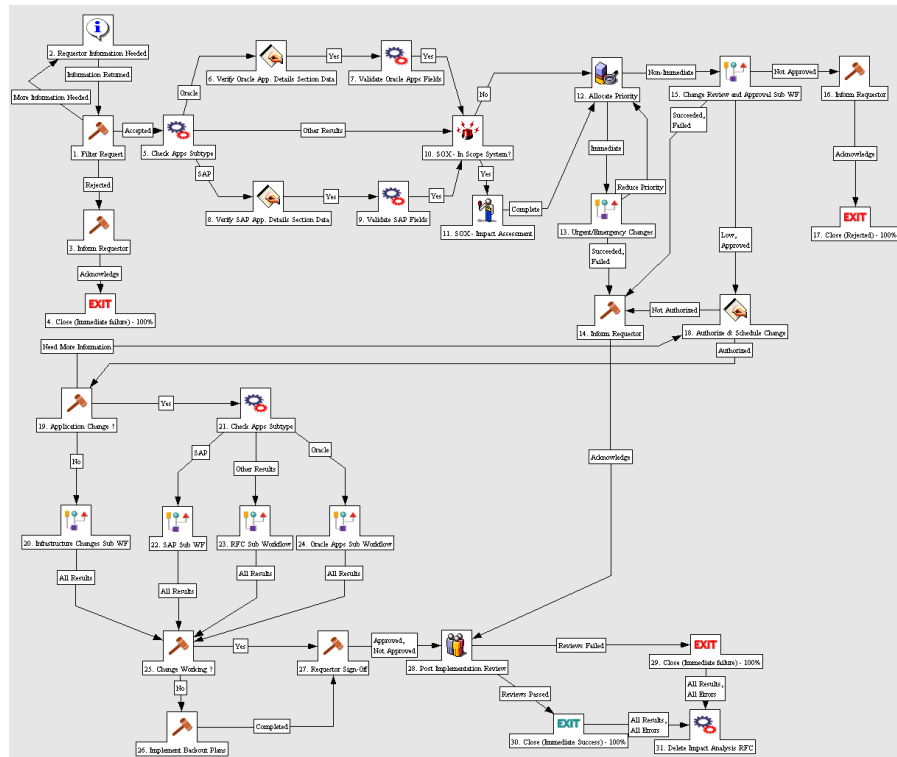 2. Requestor Information Needed
Information Returned
More Information Needed
1. Filter Request
Accepted
Rejected
3. Inform Requestor
Acknowledge
EXIT
4. Close (Immediate failure) - 100%
5. Check Apps Subtype
Oracle
6. Verify Oracle App. Details Section Data
Yes
7. Validate Oracle Apps Fields
Yes
Other Results
SAP
8. Verify SAP App. Details Section Data
Yes
9. Validate SAP Fields
Yes
10. SOX - In Scope System?
No
Yes
11. SOX - Impact Assessment
Complete
12. Allocate Priority
Non-Immediate
Immediate
Reduce Priority
13. Urgent/Emergency Changes
Succeeded,
Failed
14. Inform Requestor
15. Change Review and Approval Sub WF
Succeeded,
Failed
Not Approved
16. Inform Requestor
Acknowledge
EXIT
17. Close (Rejected) - 100%
Low,
Approved
Not Authorized
18. Authorize & Schedule Change
Authorized
Need More Information
19. Application Change ?
Yes
No
20. Infrastructure Changes Sub WF
All Results
21. Check Apps Subtype
SAP
Other Results
Oracle
22. SAP Sub WF
23. RFC Sub Workflow
24. Oracle Apps Sub Workflow
All Results
All Results
All Results
Acknowledge
25. Change Working ?
Yes
No
26. Implement Backout Plans
Completed
27. Requestor Sign-Off
Approved,
Not Approved
28. Post Implementation Review
Reviews Failed
EXIT
29. Close (Immediate failure) - 100%
All Results,
All Errors
Reviews Passed
EXIT
30. Close (Immediate Success) - 100%
All Results,
All Errors
31. Delete Impact Analysis RFC